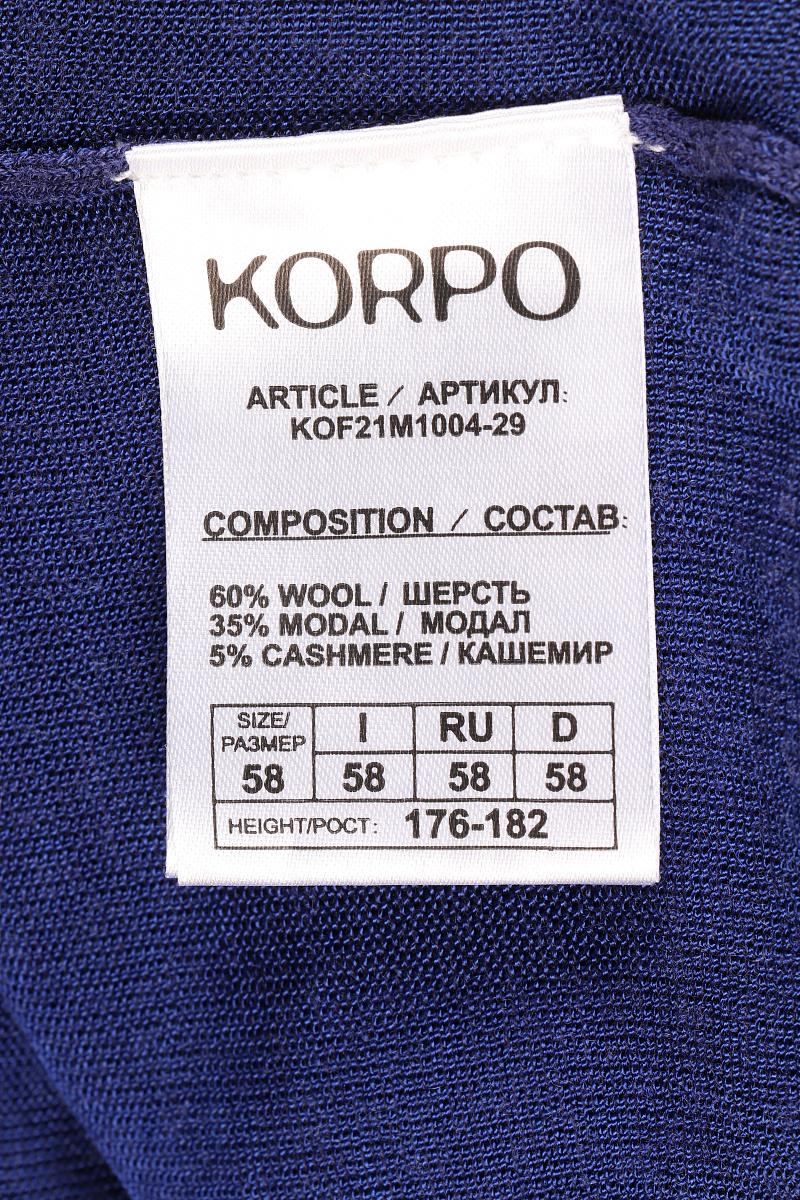 KORPO
ARTICLE / АРТИКУЛ:
KOF21M1004-29
COMPOSITION / СОСТАВ:
60% WOOL / ШЕРСТЬ
35% MODAL / МОДАЛ
5% CASHMERE / КАШЕМИР
SIZE/РАЗМЕР I RU D
58 58 58 58
HEIGHT/РОСТ: 176-182